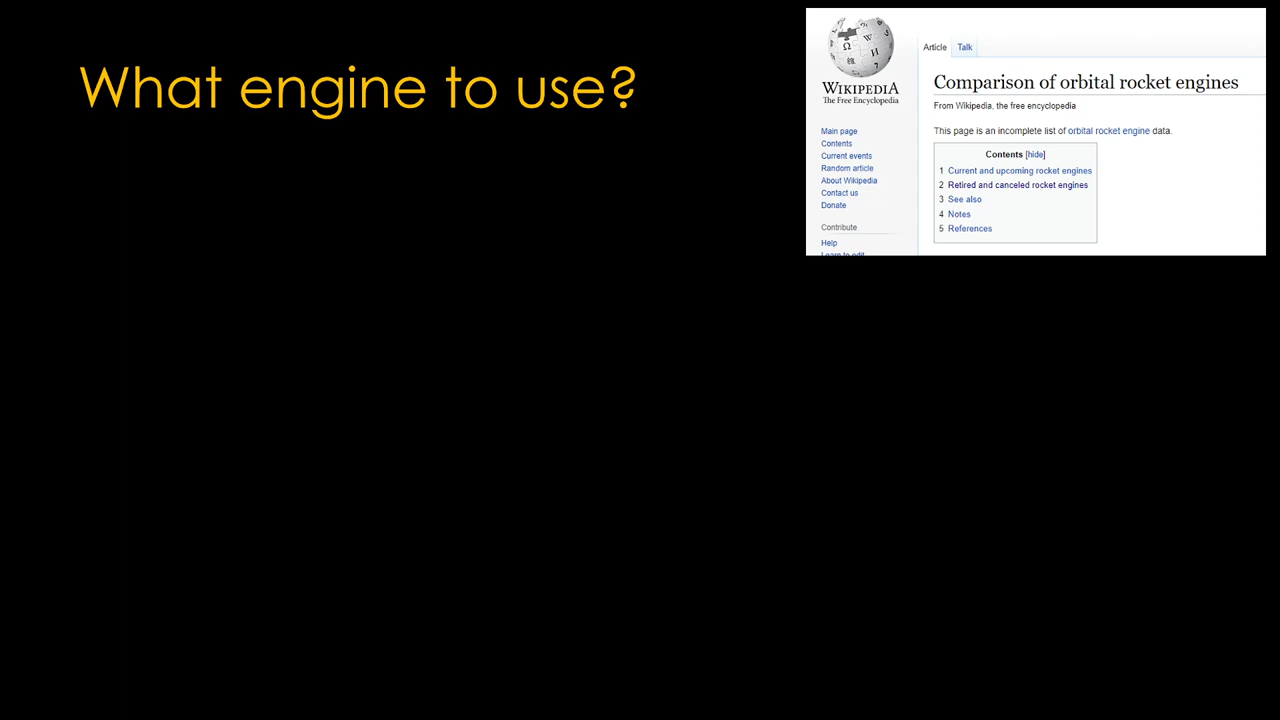 What engine to use?
WIKIPEDIA
The Free Encyclopedia
Main page
Contents
Current events
Random article
About Wikipedia
Contact us
Donate
Contribute
Help
Learn to edit
Article Talk
Comparison of orbital rocket engines
From Wikipedia, the free encyclopedia
This page is an incomplete list of orbital rocket engine data.
Contents [hide]
1 Current and upcoming rocket engines
2 Retired and canceled rocket engines
3 See also
4 Notes
5 References